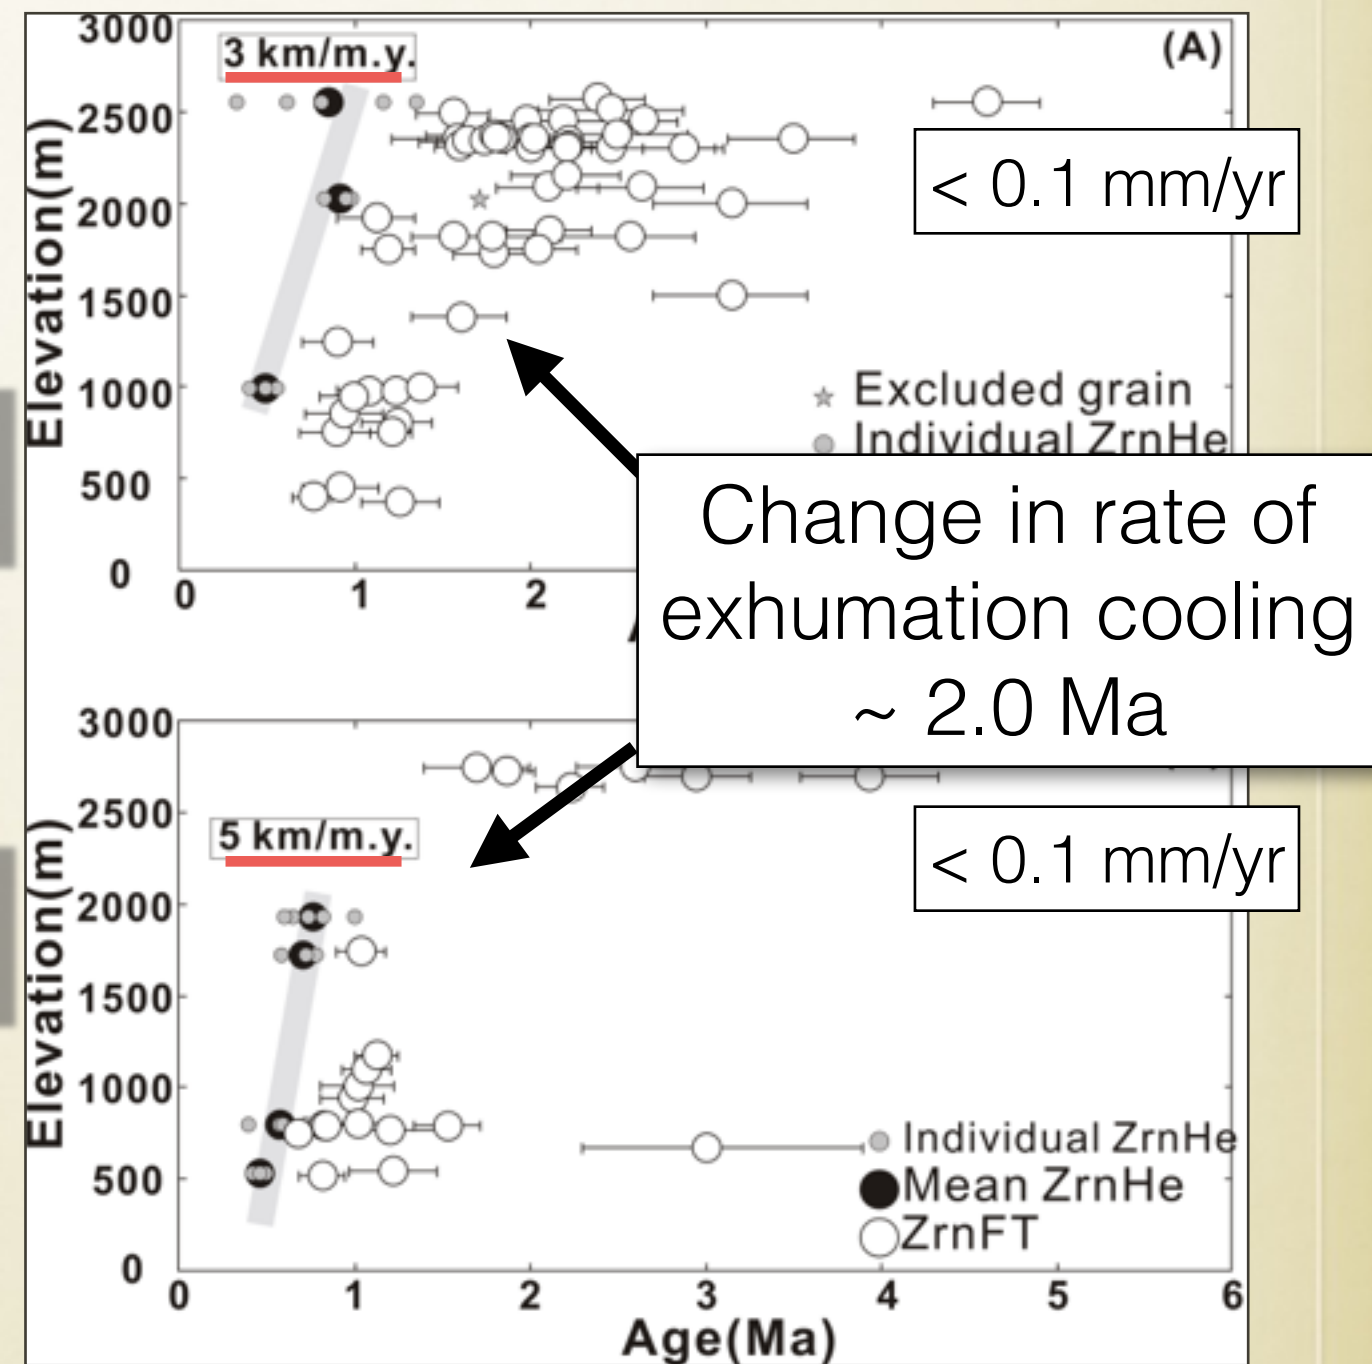 3000
3 km/m.y.
(A)
2500
< 0.1 mm/yr
2000
Elevation(m)
1500
1000
Excluded grain
Individual ZrnHe
500
0
0 1 2
Change in rate of
exhumation cooling
~ 2.0 Ma
3000
2500
5 km/m.y.
< 0.1 mm/yr
2000
Elevation(m)
1500
1000
Individual ZrnHe
500
Mean ZrnHe
ZrnFT
0
0 1 2 3 4 5 6
Age(Ma)